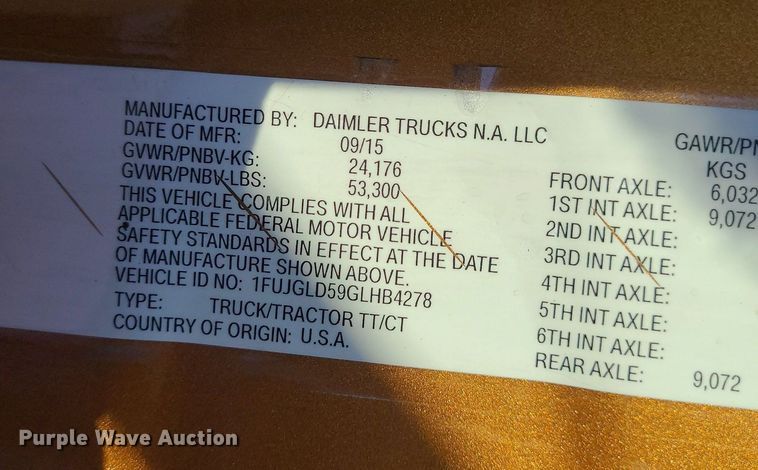 MANUFACTURED BY: DAIMLER TRUCKS N.A. LLC
DATE OF MFR: 09/15
GVWR/PNBV-KG: 24,176
GVWR/PNBV-LBS: 53,300
THIS VEHICLE COMPLIES WITH ALL
APPLICABLE FEDERAL MOTOR VEHICLE
SAFETY STANDARDS IN EFFECT AT THE DATE
OF MANUFACTURE SHOWN ABOVE.
VEHICLE ID NO: 1FUJGLD59GLHB4278
TYPE: TRUCK/TRACTOR TT/CT
COUNTRY OF ORIGIN: U.S.A.
GAWR/PN
KGS
FRONT AXLE: 6,032
1ST INT AXLE: 9,072
2ND INT AXLE:
3RD INT AXLE:
4TH INT AXLE:
5TH INT AXLE:
6TH INT AXLE:
REAR AXLE: 9,072
Purple Wave Auction